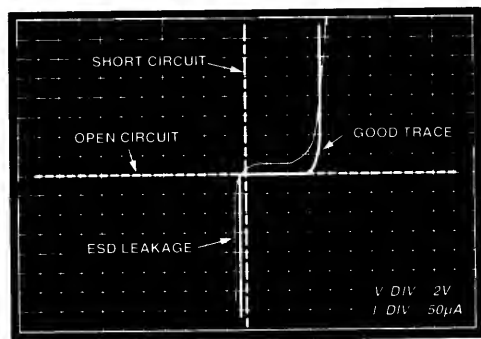 SHORT CIRCUIT
OPEN CIRCUIT
GOOD TRACE
ESD LEAKAGE
V DIV 2V
I DIV 50µA